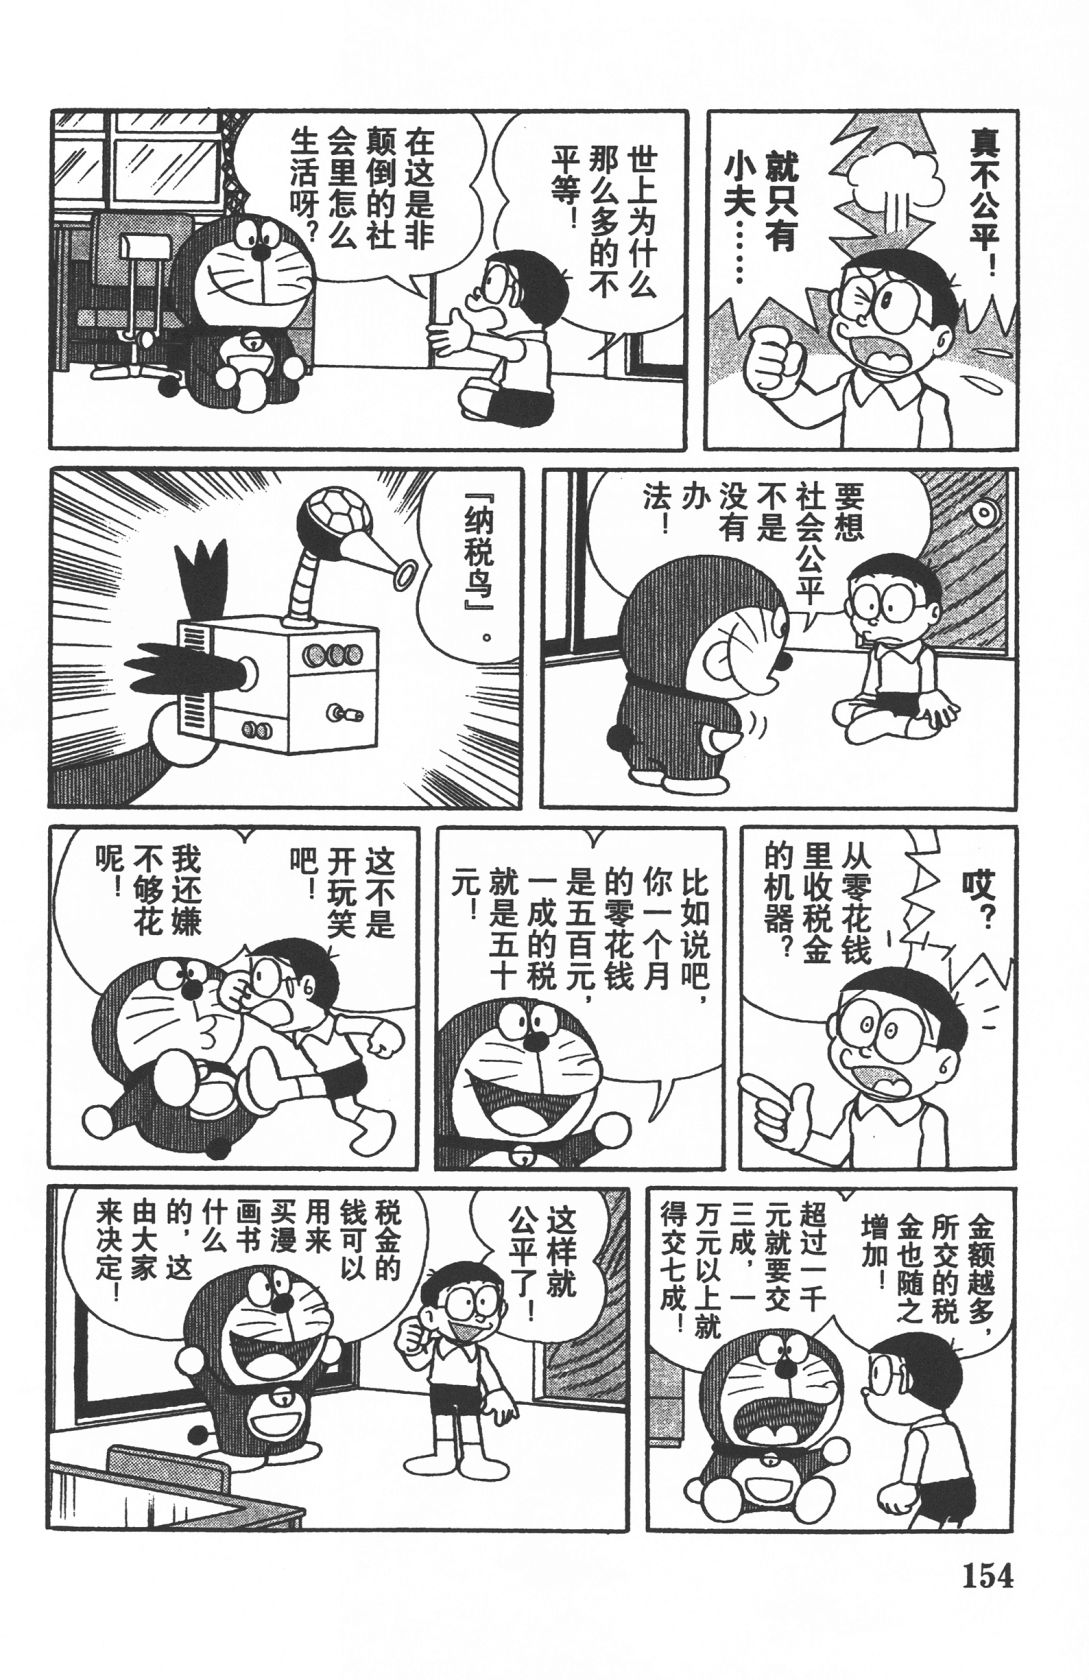 真不公平！
就只有
小夫……
世上为什么
那么多的不
平等！
在这是非
颠倒的社
会里怎么
生活呀？
要想
社会公平
不是
没有
办
法！
『纳税鸟』。
哎？
从零花钱
里收税金
的机器？
比如说吧，
你一个月
的零花钱
是五百元，
一成的税
就是五十
元！
这不是
开玩笑
吧！
我还嫌
不够花
呢！
金额越多，
所交的税
金也随之
增加！
超过一千
元就要交
三成，一
万元以上就
得交七成！
这样就
公平了！
税金的
钱可以
用来
买漫
画书
什么
的，这
由大家
来决定！
154